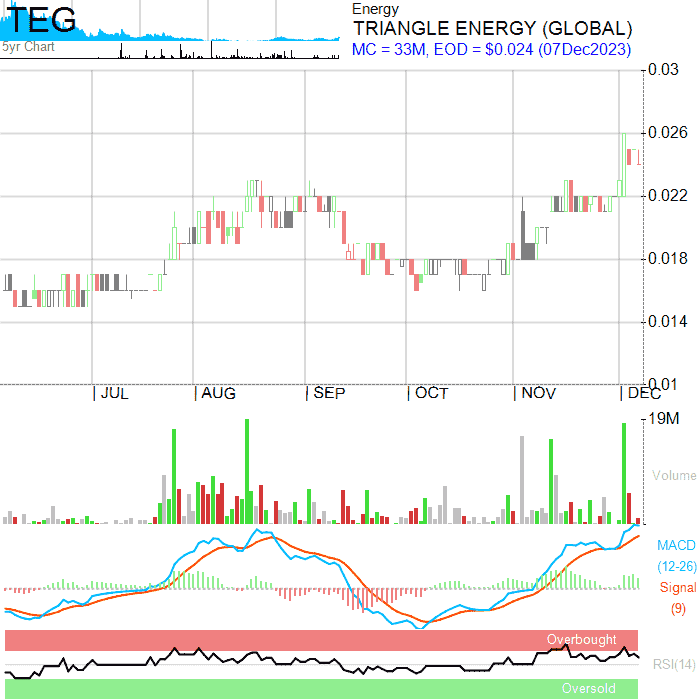 TEG
5yr Chart
Energy
TRIANGLE ENERGY (GLOBAL)
MC = 33M, EOD = $0.024 (07Dec2023)
0.03
0.026
0.022
0.018
0.014
0.01
JUL AUG SEP OCT NOV DEC
19M
Volume
MACD
(12-26)
Signal
(9)
Overbought
RSI(14)
Oversold